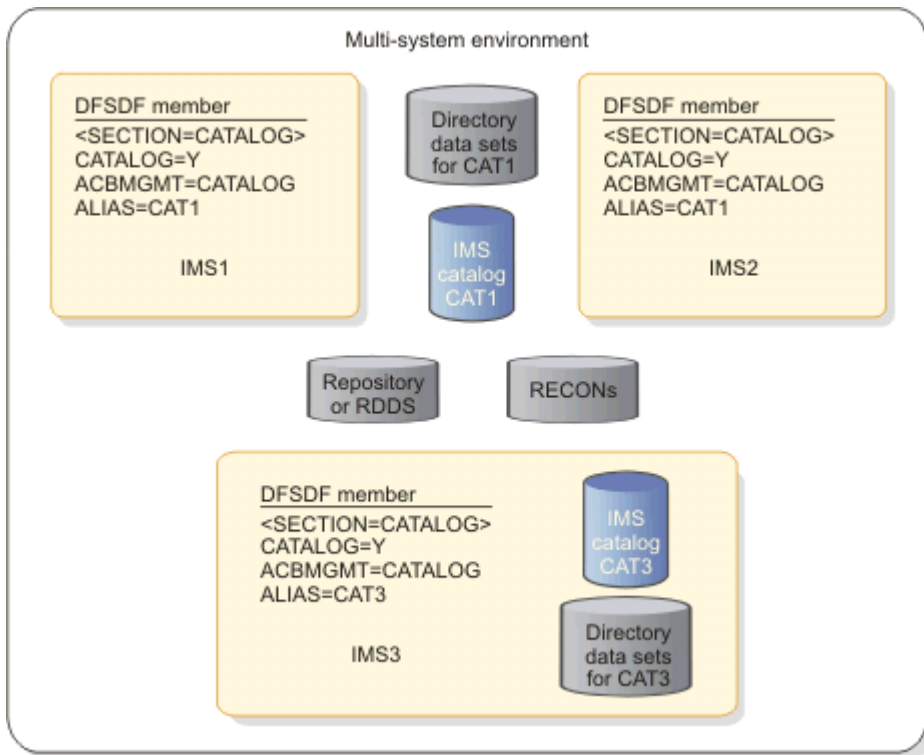 Multi-system environment
DFSDF member
<SECTION=CATALOG>
CATALOG=Y
ACBMGMT=CATALOG
ALIAS=CAT1
IMS1
Directory
data sets
for CAT1
IMS
catalog
CAT1
DFSDF member
<SECTION=CATALOG>
CATALOG=Y
ACBMGMT=CATALOG
ALIAS=CAT1
IMS2
Repository
or RDDS
RECONs
DFSDF member
<SECTION=CATALOG>
CATALOG=Y
ACBMGMT=CATALOG
ALIAS=CAT3
IMS3
IMS
catalog
CAT3
Directory
data sets
for CAT3